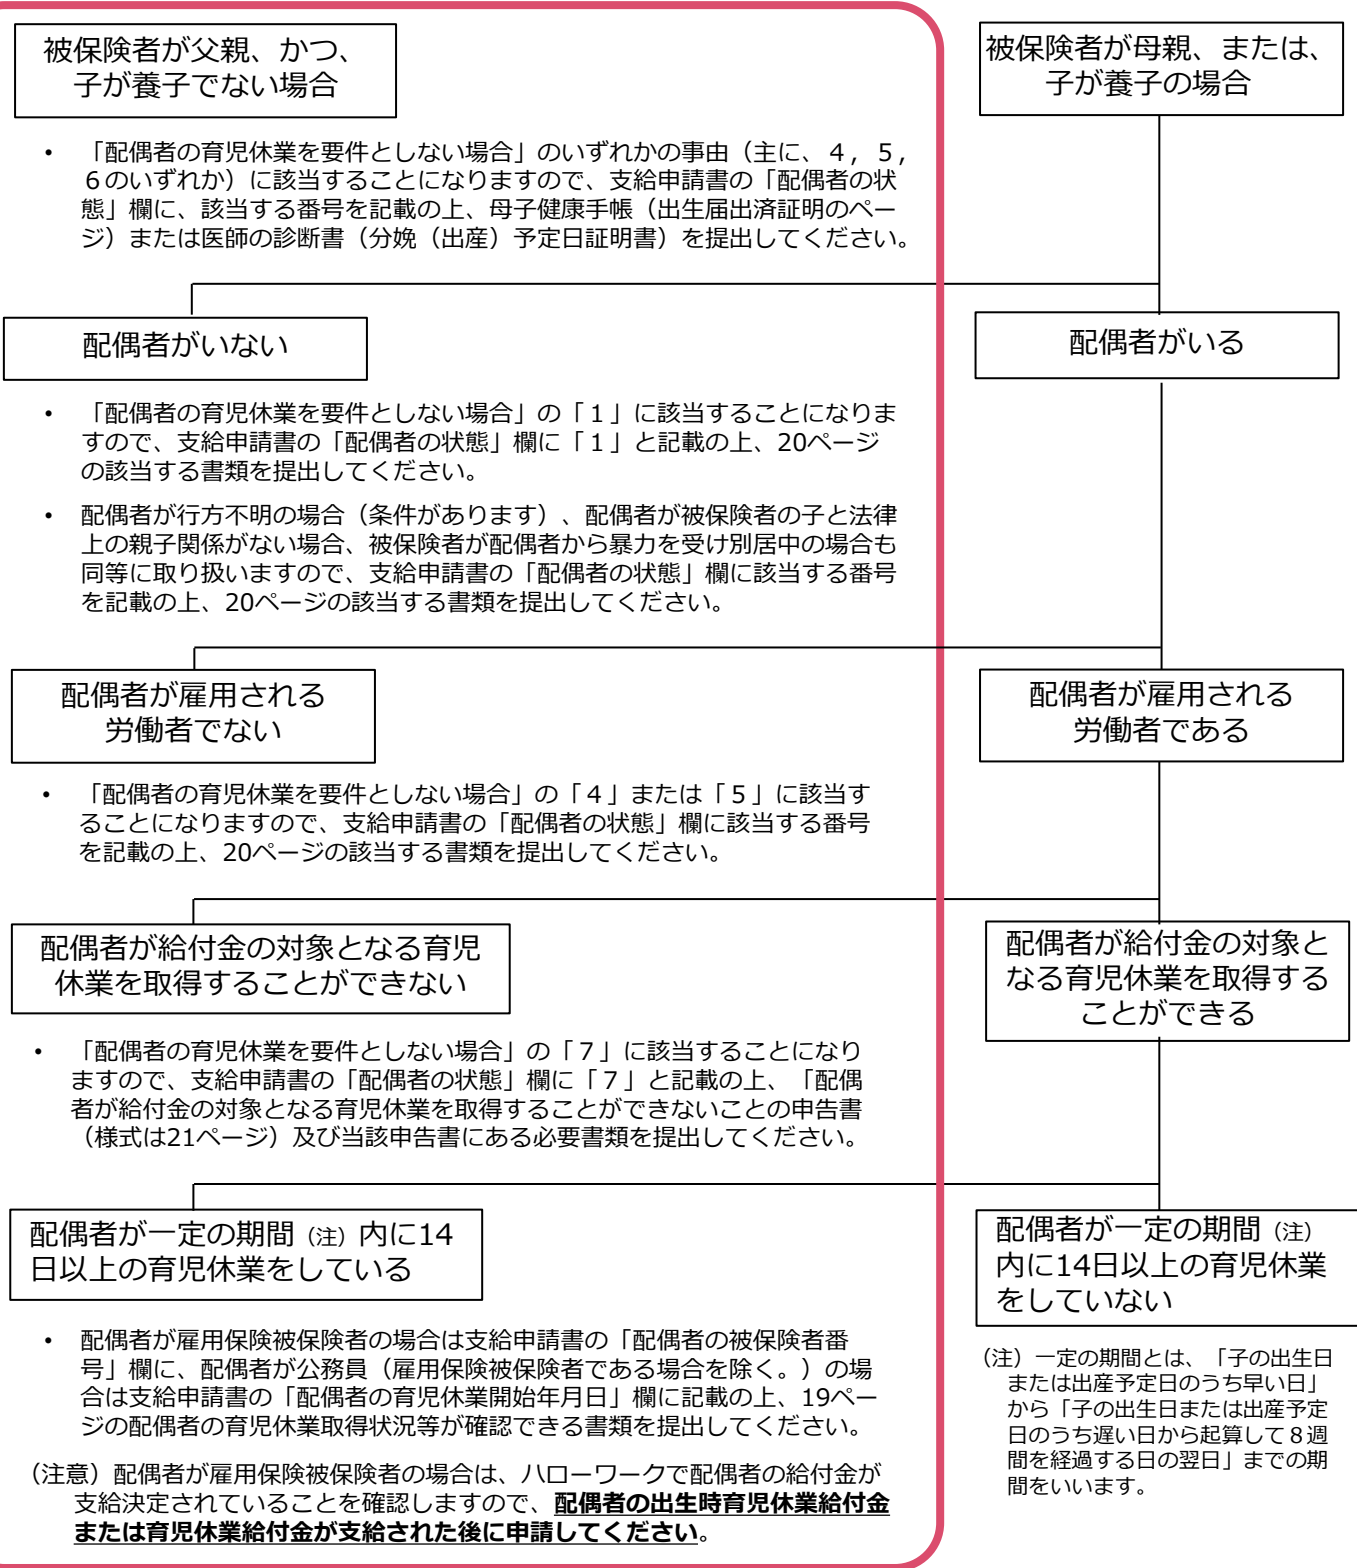 被保険者が父親、かつ、
子が養子でない場合
被保険者が母親、または、
子が養子の場合
• 「配偶者の育児休業を要件としない場合」のいずれかの事由（主に、４，５，
６のいずれか）に該当することになりますので、支給申請書の「配偶者の状
態」欄に、該当する番号を記載の上、母子健康手帳（出生届出済証明のペー
ジ）または医師の診断書（分娩（出産）予定日証明書）を提出してください。
配偶者がいない
配偶者がいる
• 「配偶者の育児休業を要件としない場合」の「１」に該当することになりま
すので、支給申請書の「配偶者の状態」欄に「１」と記載の上、20ページ
の該当する書類を提出してください。
• 配偶者が行方不明の場合（条件があります）、配偶者が被保険者の子と法律
上の親子関係がない場合、被保険者が配偶者から暴力を受け別居中の場合も
同等に取り扱いますので、支給申請書の「配偶者の状態」欄に該当する番号
を記載の上、20ページの該当する書類を提出してください。
配偶者が雇用される
労働者でない
配偶者が雇用される
労働者である
• 「配偶者の育児休業を要件としない場合」の「４」または「５」に該当す
ることになりますので、支給申請書の「配偶者の状態」欄に該当する番号
を記載の上、20ページの該当する書類を提出してください。
配偶者が給付金の対象となる育児
休業を取得することができない
配偶者が給付金の対象と
なる育児休業を取得する
ことができる
• 「配偶者の育児休業を要件としない場合」の「７」に該当することになり
ますので、支給申請書の「配偶者の状態」欄に「７」と記載の上、「配偶
者が給付金の対象となる育児休業を取得することができないことの申告書
（様式は21ページ）及び当該申告書にある必要書類を提出してください。
配偶者が一定の期間（注）内に14
日以上の育児休業をしている
配偶者が一定の期間（注）
内に14日以上の育児休業
をしていない
• 配偶者が雇用保険被保険者の場合は支給申請書の「配偶者の被保険者番
号」欄に、配偶者が公務員（雇用保険被保険者である場合を除く。）の場
合は支給申請書の「配偶者の育児休業開始年月日」欄に記載の上、19ペー
ジの配偶者の育児休業取得状況等が確認できる書類を提出してください。
（注意）配偶者が雇用保険被保険者の場合は、ハローワークで配偶者の給付金が
支給決定されていることを確認しますので、配偶者の出生時育児休業給付金
または育児休業給付金が支給された後に申請してください。
（注）一定の期間とは、「子の出生日
または出産予定日のうち早い日」
から「子の出生日または出産予定
日のうち遅い日から起算して８週
間を経過する日の翌日」までの期
間をいいます。